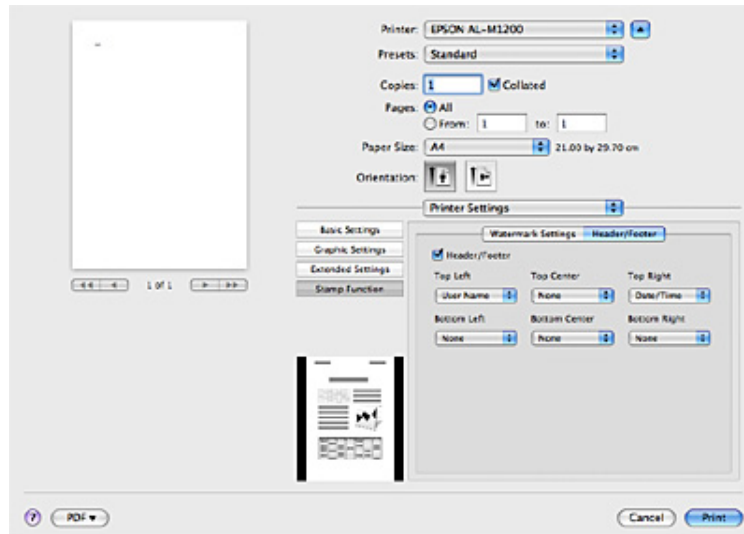 Printer: EPSON AL-M1200
Presets: Standard
Copies: 1 Collated
Pages: All
From: 1 to: 1
Paper Size: A4 21.00 by 29.70 cm
Orientation:
Printer Settings
Basic Settings
Graphic Settings
Extended Settings
Stamp Function
Watermark Settings Header/Footer
Header/Footer
Top Left Top Center Top Right
User Name None Date/Time
Bottom Left Bottom Center Bottom Right
None None None
1 of 1
? PDF Cancel Print